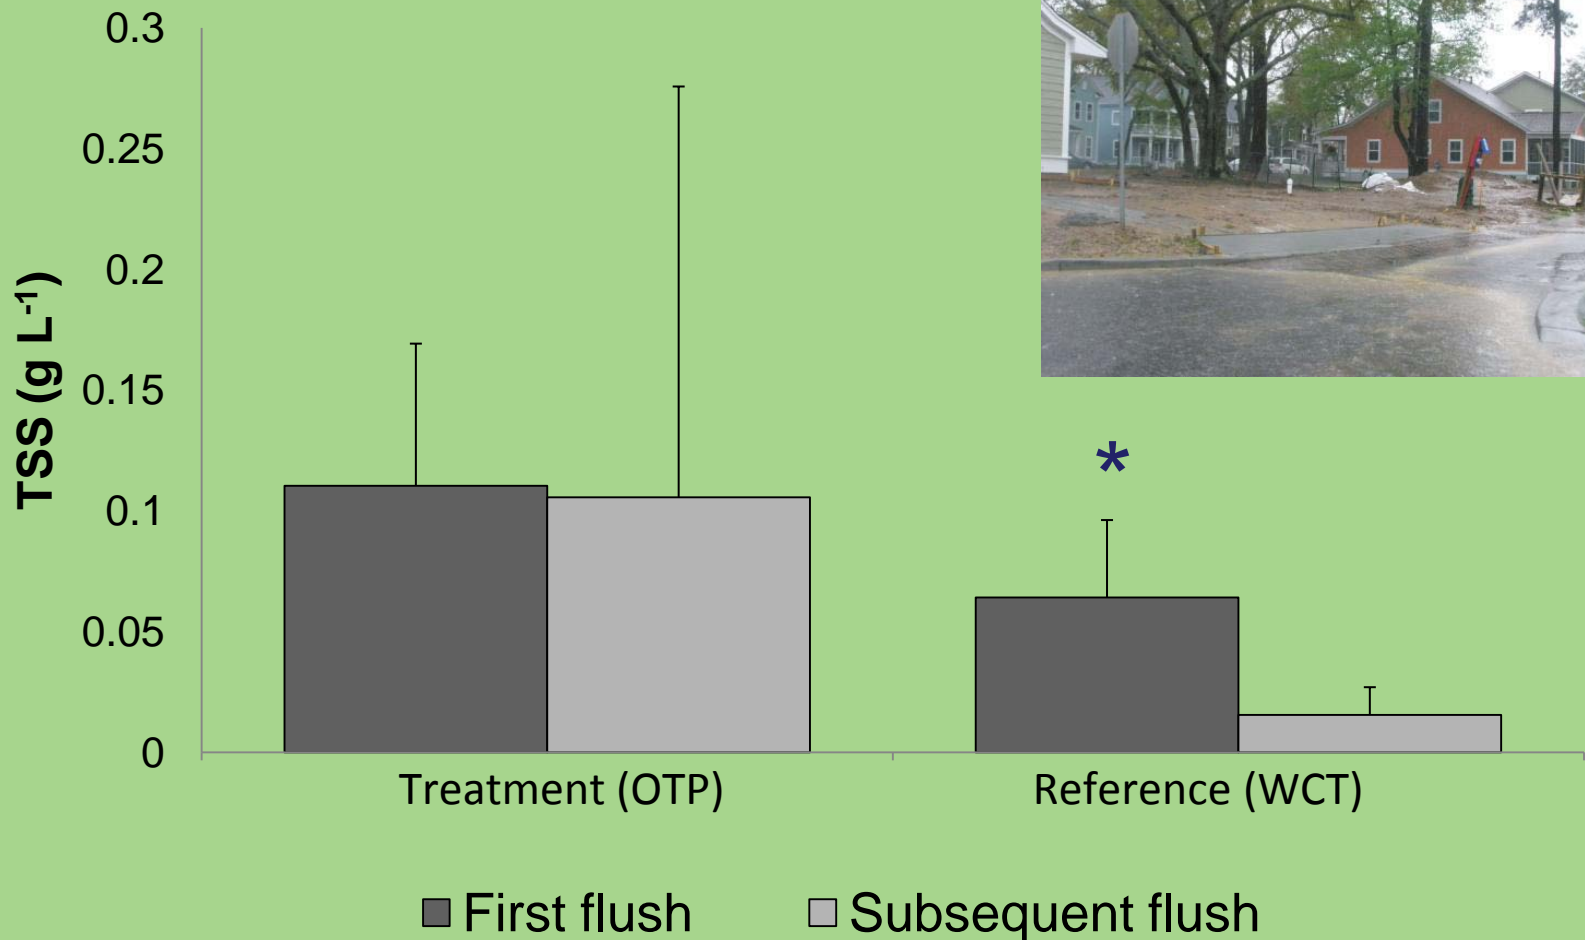 0.3
0.25
0.2
0.15
0.1
0.05
0
TSS (g L⁻¹)
*
Treatment (OTP)
Reference (WCT)
First flush
Subsequent flush